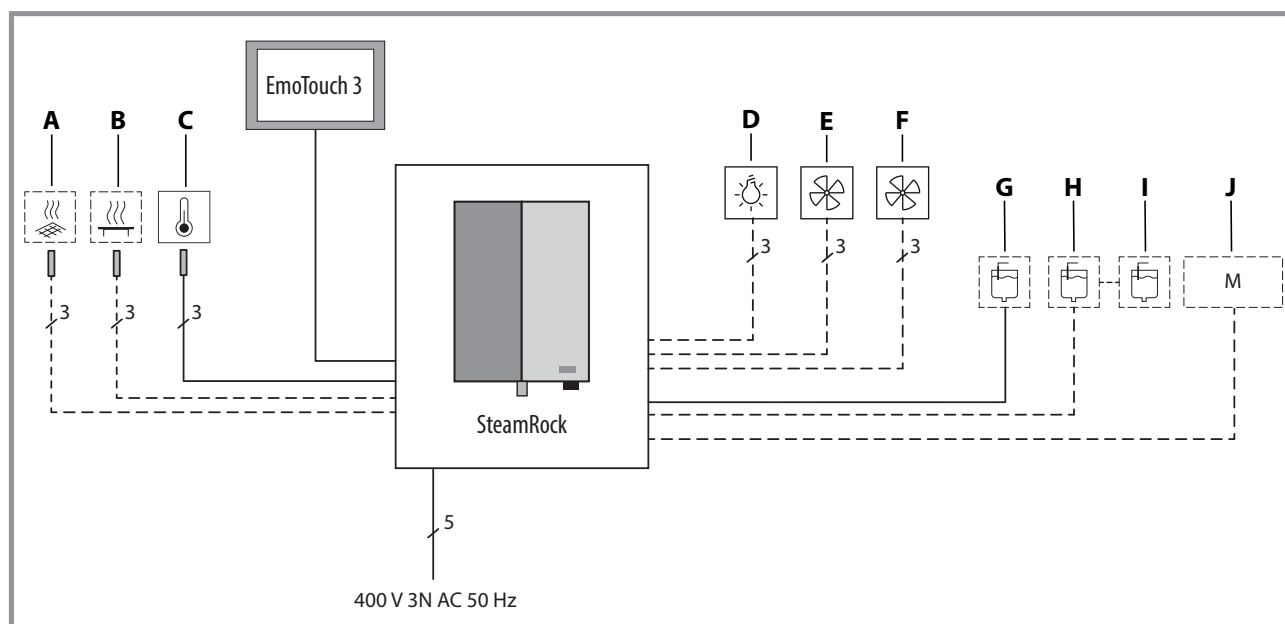 EmoTouch 3
A B C
D E F
G H I J
M
3 3 3
3 3 3
SteamRock
5
400 V 3N AC 50 Hz